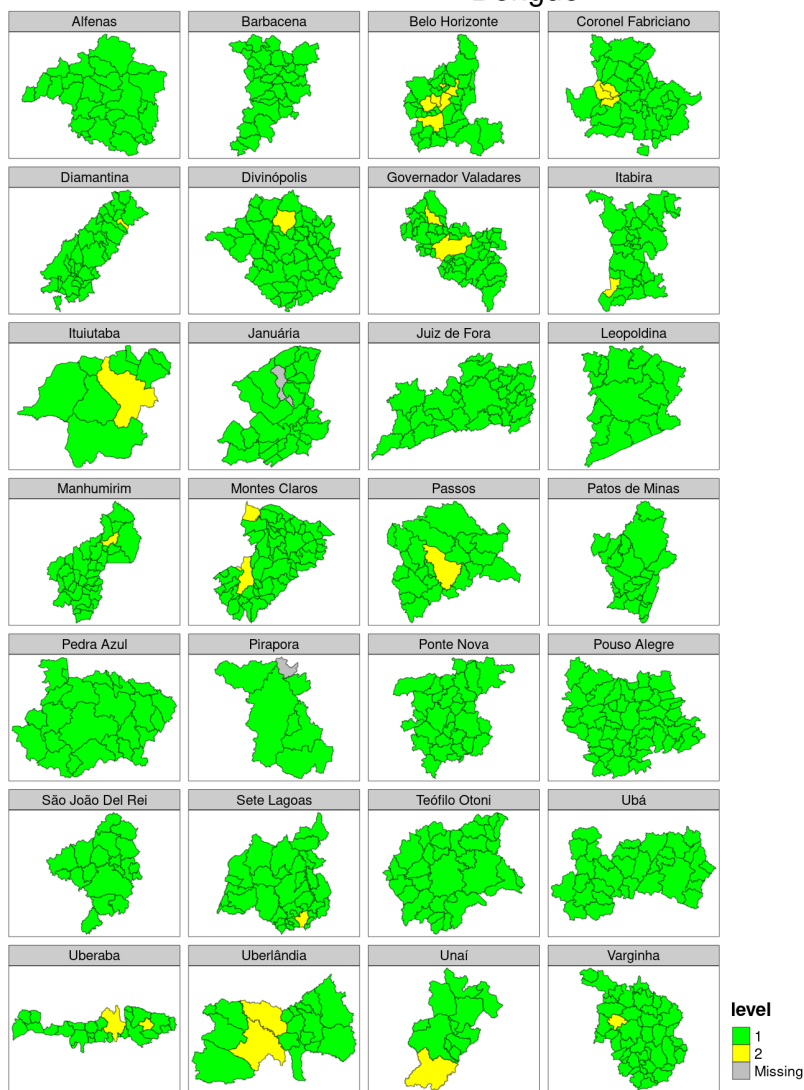 Alfenas
Barbacena
Belo Horizonte
Coronel Fabriciano
Diamantina
Divinópolis
Governador Valadares
Itabira
Ituiutaba
Januária
Juiz de Fora
Leopoldina
Manhumirim
Montes Claros
Passos
Patos de Minas
Pedra Azul
Pirapora
Ponte Nova
Pouso Alegre
São João Del Rei
Sete Lagoas
Teófilo Otoni
Ubá
Uberaba
Uberlândia
Unaí
Varginha
level
1
2
Missing